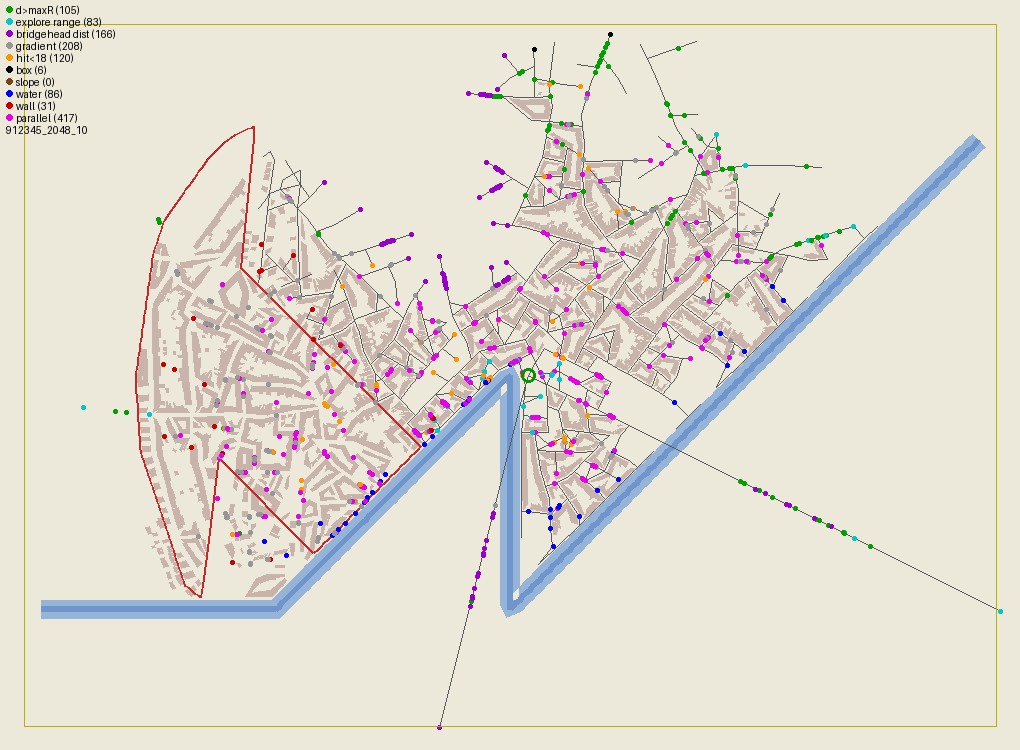 d>maxR (105)
explore range (83)
bridgehead dist (166)
gradient (208)
hit<18 (120)
box (6)
slope (0)
water (86)
wall (31)
parallel (417)
912345_2048_10